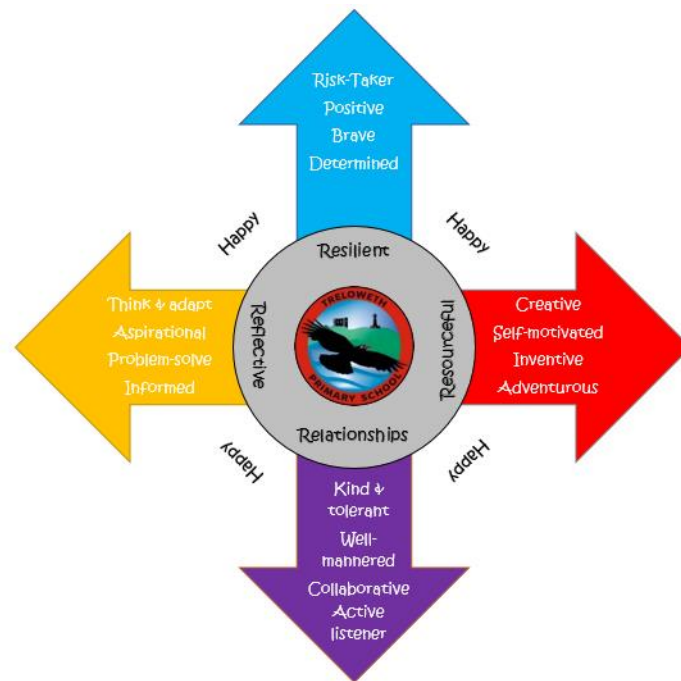 Risk-Taker
Positive
Brave
Determined
Happy
Happy
Resilient
Think & adapt
Aspirational
Problem-solve
Informed
Reflective
TRELOWETH
PRIMARY SCHOOL
Resourceful
Creative
Self-motivated
Inventive
Adventurous
Relationships
Happy
Happy
Kind &
tolerant
Well-
mannered
Collaborative
Active
listener